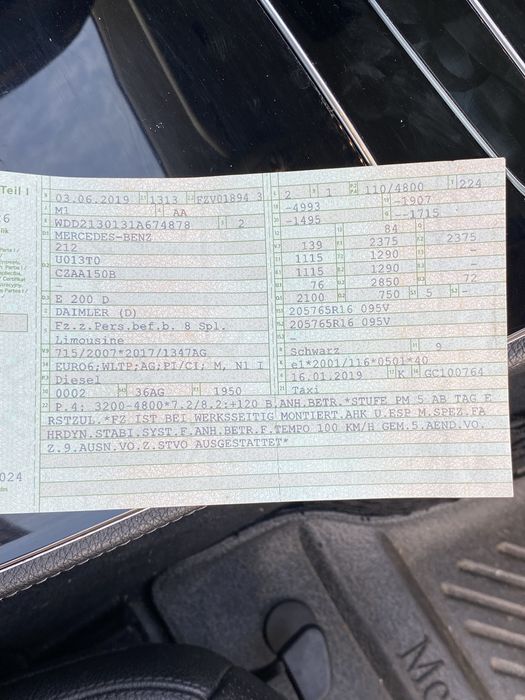 Teil I
03.06.2019 1313 FZV01894 3
M1 AA
WDD2130131A674878 2
MERCEDES-BENZ
212
U013T0
CZAA150B
–
E 200 D
DAIMLER (D)
Fz.z.Pers.bef.b. 8 Spl.
Limousine
715/2007*2017/1347AG
EURO6;WLTP;AG;PI/CI; M, N1 I
Diesel
0002 36AG 1950
2 1 110/4800 224
-4993 -1907
-1495 --1715
– 84 –
139 2375 2375
1115 1290 –
1115 1290 –
76 2850 72
2100 750 5 –
205765R16 095V
205765R16 095V
–
Schwarz 9
e1*2001/116*0501*40
16.01.2019 K GC100764
Taxi
P.4: 3200-4800*7.2/8.2:+120 B.ANH.BETR.*STUFE PM 5 AB TAG E
RSTZUL.*FZ IST BEI WERKSSEITIG MONTIERT.AHK U.ESP M.SPEZ.FA
HRDYN.STABI.SYST.F.ANH.BETR.F.TEMPO 100 KM/H GEM.5.AEND.VO.
Z.9.AUSN.VO.Z.STVO AUSGESTATTET*
024